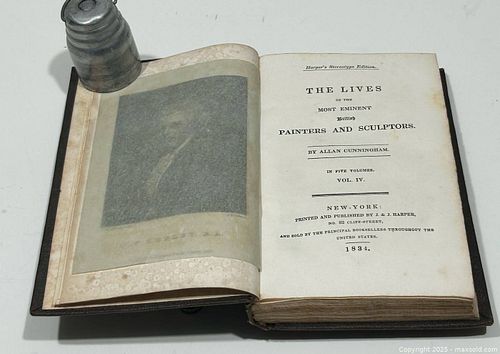 Harper's Stereotype Edition.
THE LIVES
OF THE
MOST EMINENT
British
PAINTERS AND SCULPTORS.
BY ALLAN CUNNINGHAM.
IN FIVE VOLUMES.
VOL. IV.
NEW-YORK:
PRINTED AND PUBLISHED BY J. & J. HARPER,
NO. 82 CLIFF-STREET,
AND SOLD BY THE PRINCIPAL BOOKSELLERS THROUGHOUT THE
UNITED STATES.
1834.
Copyright 2025 - maxsold.com